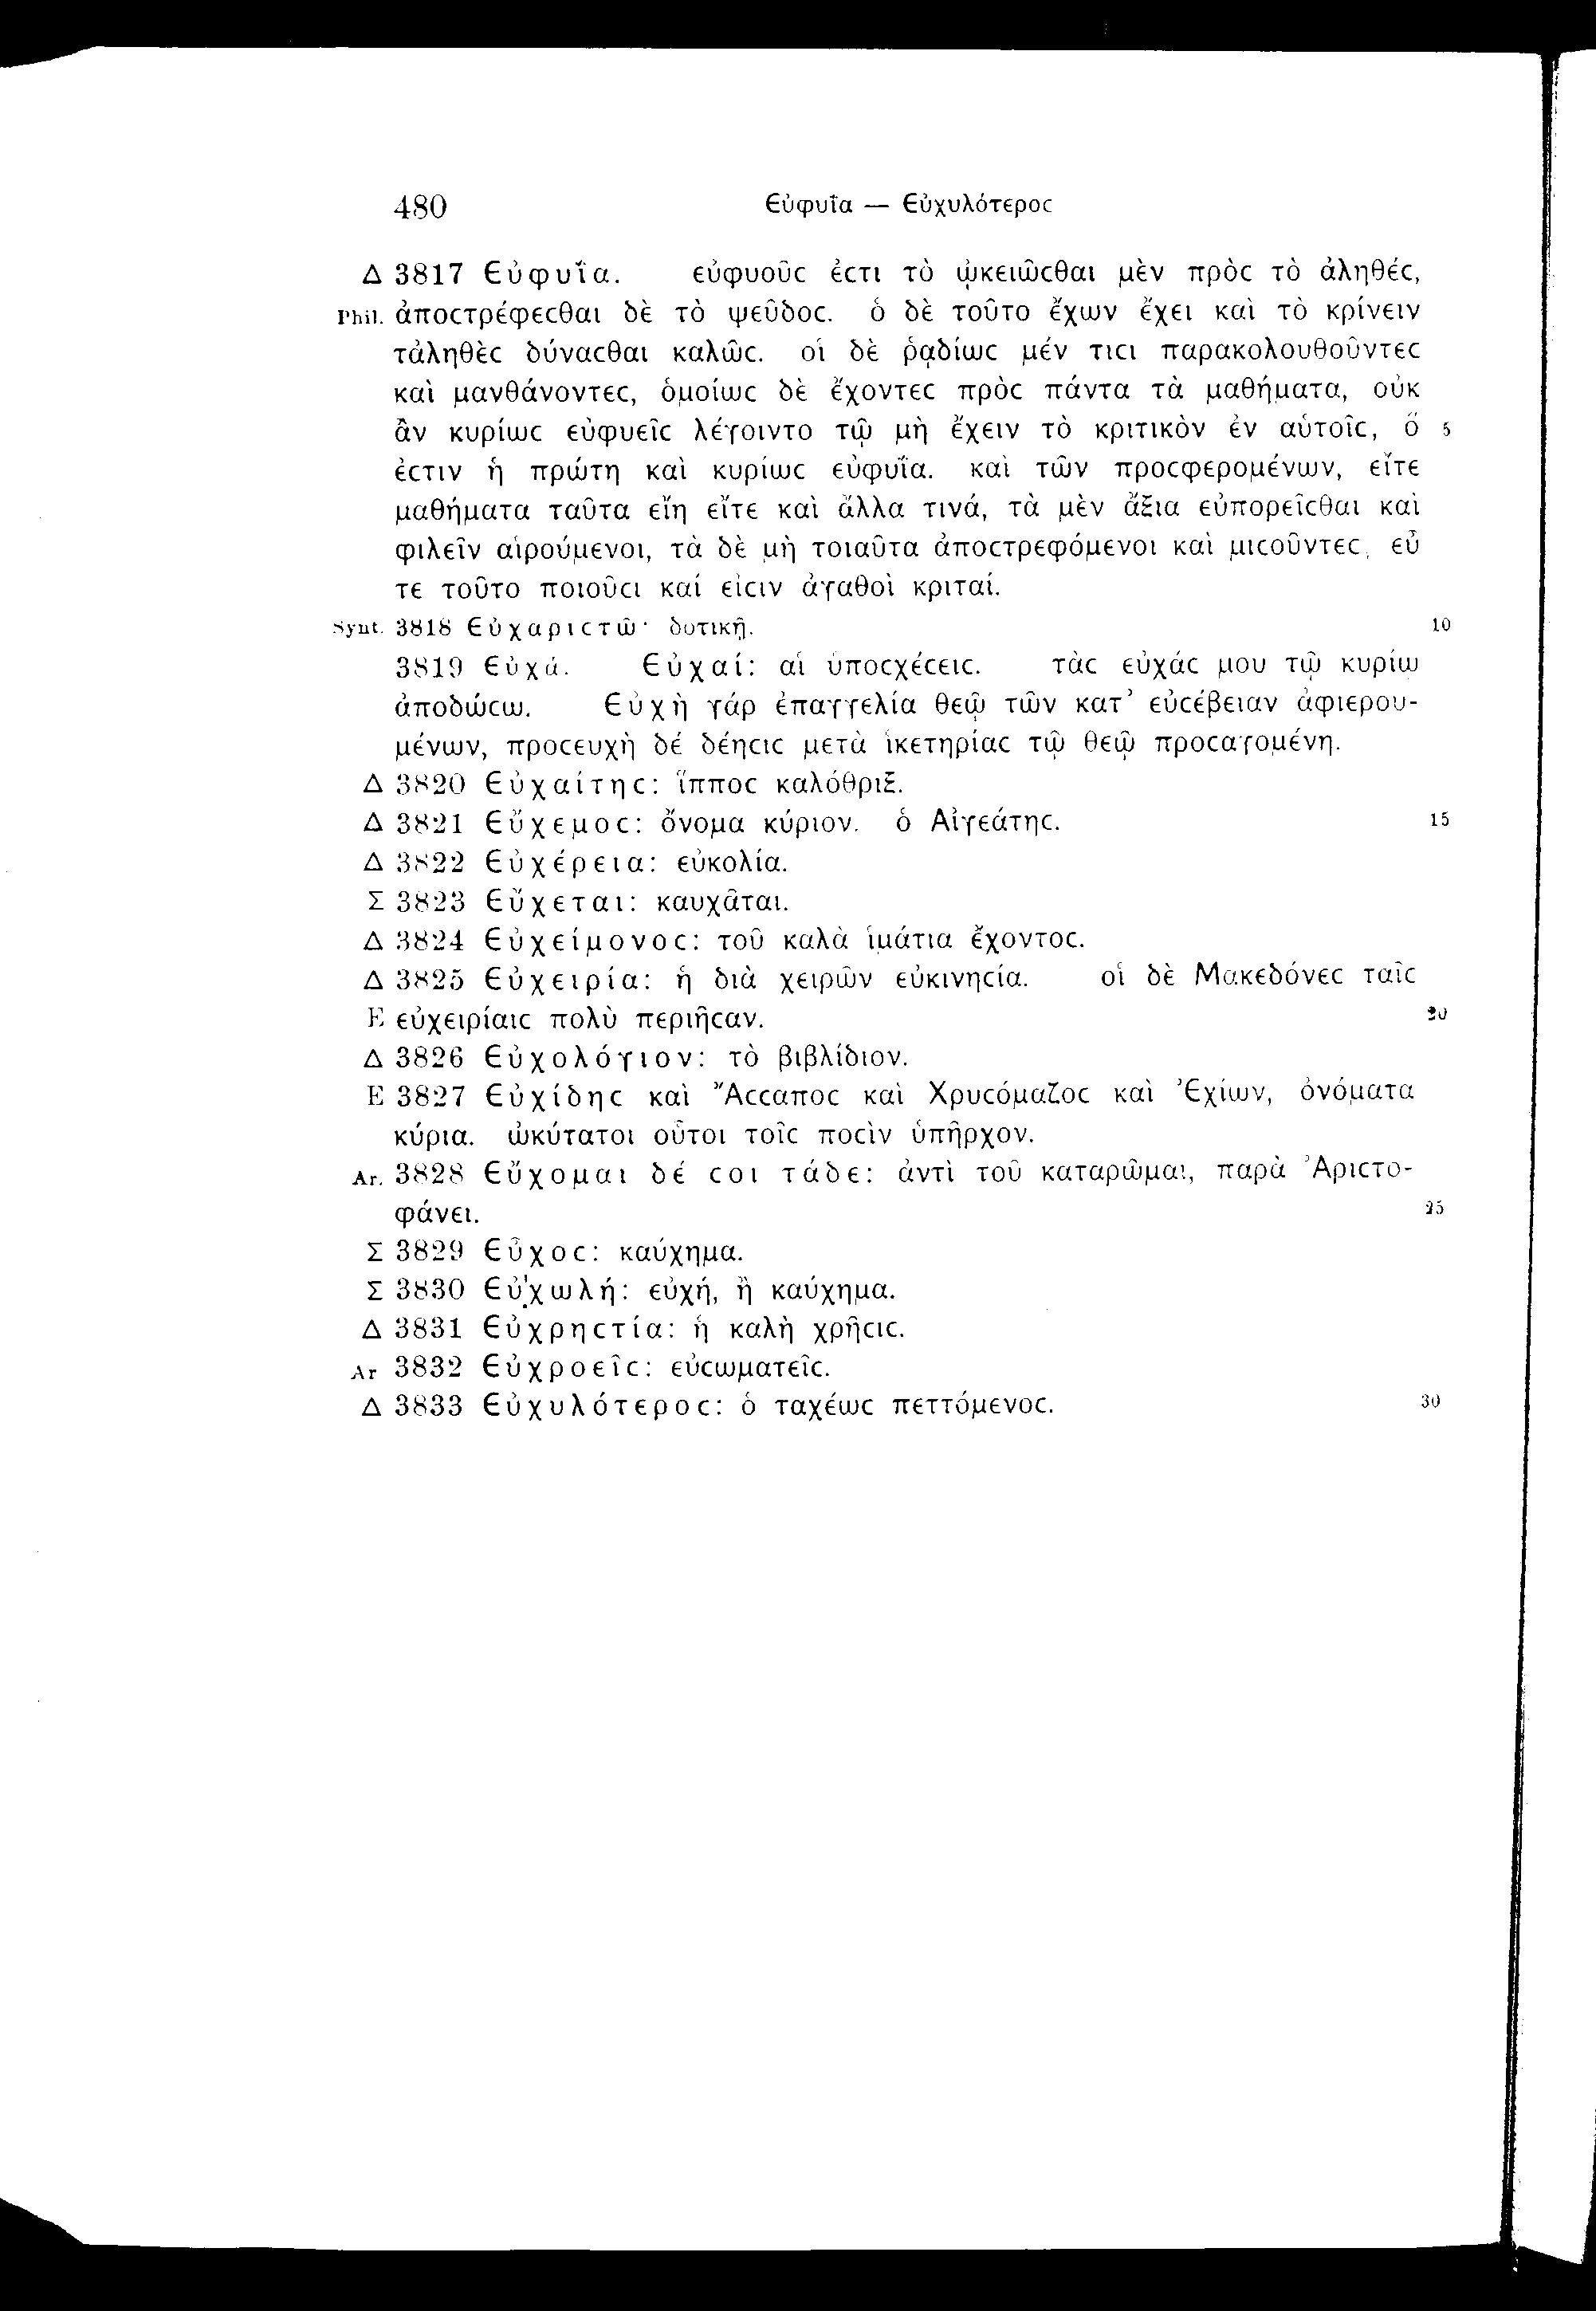 480 Εὐφυΐα — Εὐχυλότεροϲ
Δ 3817 Εὐφυΐα. εὐφυοῦϲ ἐϲτι τὸ ᾠκειῶϲθαι μὲν πρὸϲ τὸ ἀληθέϲ,
Phil. ἀποϲτρέφεϲθαι δὲ τὸ ψεῦδοϲ. ὁ δὲ τοῦτο ἔχων ἔχει καὶ τὸ κρίνειν
τἀληθὲϲ δύναϲθαι καλῶϲ. οἱ δὲ ῥᾳδίωϲ μέν τιϲι παρακολουθοῦντεϲ
καὶ μανθάνοντεϲ, ὁμοίωϲ δὲ ἔχοντεϲ πρὸϲ πάντα τὰ μαθήματα, οὐκ
ἂν κυρίωϲ εὐφυεῖϲ λέγοιντο τῷ μὴ ἔχειν τὸ κριτικὸν ἐν αὑτοῖϲ, ὅ 5
ἐϲτιν ἡ πρώτη καὶ κυρίωϲ εὐφυΐα. καὶ τῶν προϲφερομένων, εἴτε
μαθήματα ταῦτα εἴη εἴτε καὶ ἄλλα τινά, τὰ μὲν ἄξια εὐπορεῖϲθαι καὶ
φιλεῖν αἱρούμενοι, τὰ δὲ μὴ τοιαῦτα ἀποϲτρεφόμενοι καὶ μιϲοῦντεϲ, εὖ
τε τοῦτο ποιοῦϲι καί εἰϲιν ἀγαθοὶ κριταί.
Synt. 3818 Εὐχαριϲτῶ· δοτικῇ. 10
3819 Εὐχά. Εὐχαί: αἱ ὑποϲχέϲειϲ. τὰϲ εὐχάϲ μου τῷ κυρίῳ
ἀποδώϲω. Εὐχὴ γάρ ἐπαγγελία θεῷ τῶν κατ’ εὐϲέβειαν ἀφιερου-
μένων, προϲευχὴ δέ δέηϲιϲ μετὰ ἱκετηρίαϲ τῷ θεῷ προϲαγομένη.
Δ 3820 Εὐχαίτηϲ: ἵπποϲ καλόθριξ.
Δ 3821 Εὔχεμοϲ: ὄνομα κύριον. ὁ Αἰγεάτηϲ. 15
Δ 3822 Εὐχέρεια: εὐκολία.
Σ 3823 Εὔχεται: καυχᾶται.
Δ 3824 Εὐχείμονοϲ: τοῦ καλὰ ἱμάτια ἔχοντοϲ.
Δ 3825 Εὐχειρία: ἡ διὰ χειρῶν εὐκινηϲία. οἱ δὲ Μακεδόνεϲ ταῖϲ
E εὐχειρίαιϲ πολὺ περιῆϲαν. 20
Δ 3826 Εὐχολόγιον: τὸ βιβλίδιον.
E 3827 Εὐχίδηϲ καὶ Ἄϲϲαποϲ καὶ Χρυϲόμαζοϲ καὶ Ἐχίων, ὀνόματα
κύρια. ὠκύτατοι οὗτοι τοῖϲ ποϲὶν ὑπῆρχον.
Ar. 3828 Εὔχομαι δέ ϲοι τάδε: ἀντὶ τοῦ καταρῶμαι, παρὰ Ἀριϲτο-
φάνει. 25
Σ 3829 Εὖχοϲ: καύχημα.
Σ 3830 Εὐχωλή: εὐχή, ἢ καύχημα.
Δ 3831 Εὐχρηϲτία: ἡ καλὴ χρῆϲιϲ.
Ar 3832 Εὐχροεῖϲ: εὐϲωματεῖϲ.
Δ 3833 Εὐχυλότεροϲ: ὁ ταχέωϲ πεττόμενοϲ. 30